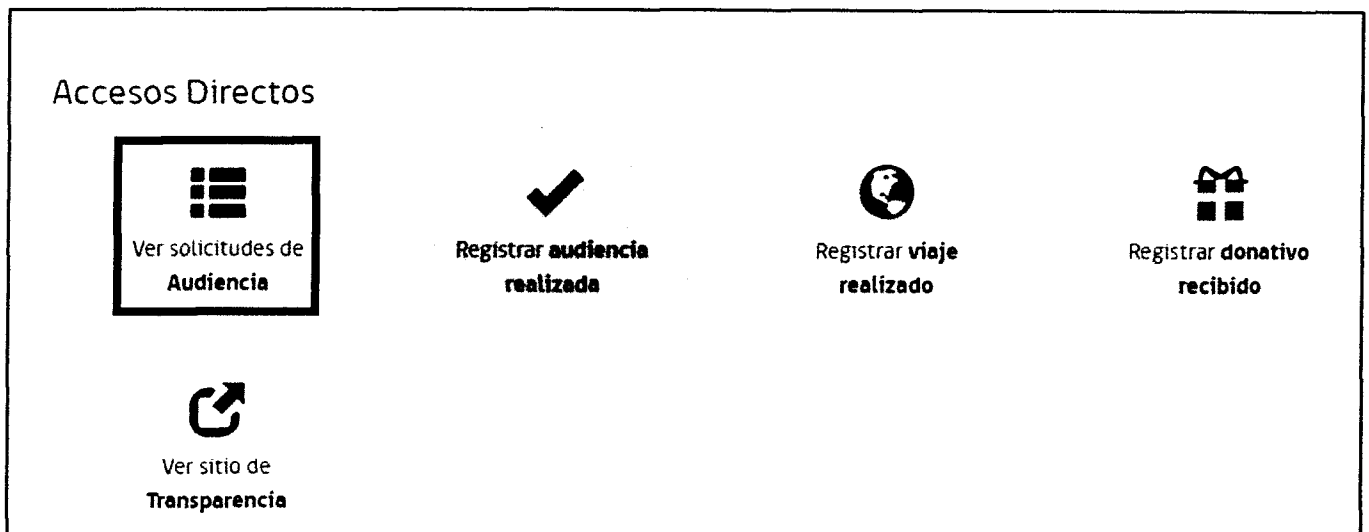 Accesos Directos
Ver solicitudes de
Audiencia
Registrar audiencia
realizada
Registrar viaje
realizado
Registrar donativo
recibido
Ver sitio de
Transparencia